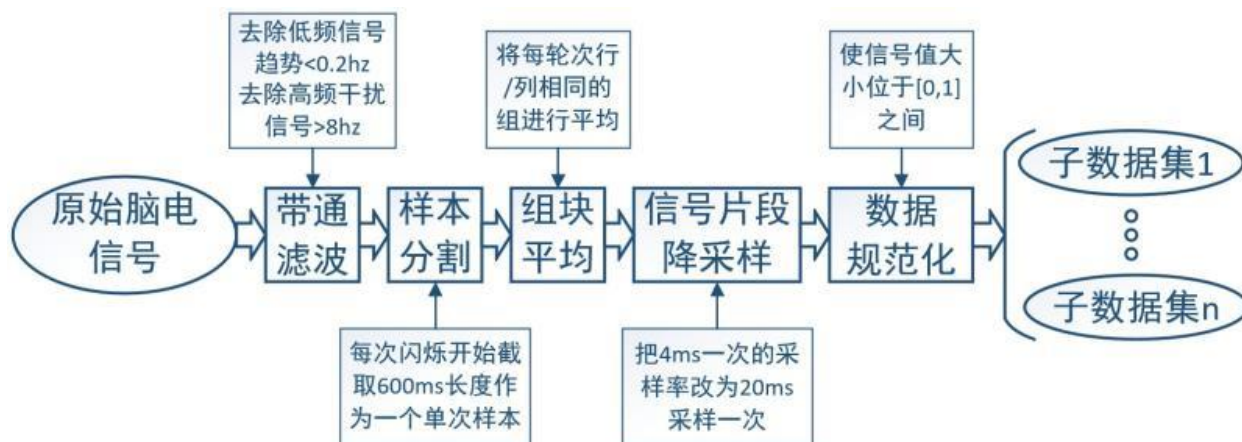 去除低频信号
趋势<0.2hz
去除高频干扰
信号>8hz
将每轮次行
/列相同的
组进行平均
使信号值大
小位于[0,1]
之间
原始脑电
信号
带通
滤波
样本
分割
组块
平均
信号片段
降采样
数据
规范化
子数据集1
子数据集n
每次闪烁开始截
取600ms长度作
为一个单次样本
把4ms一次的采
样率改为20ms
采样一次